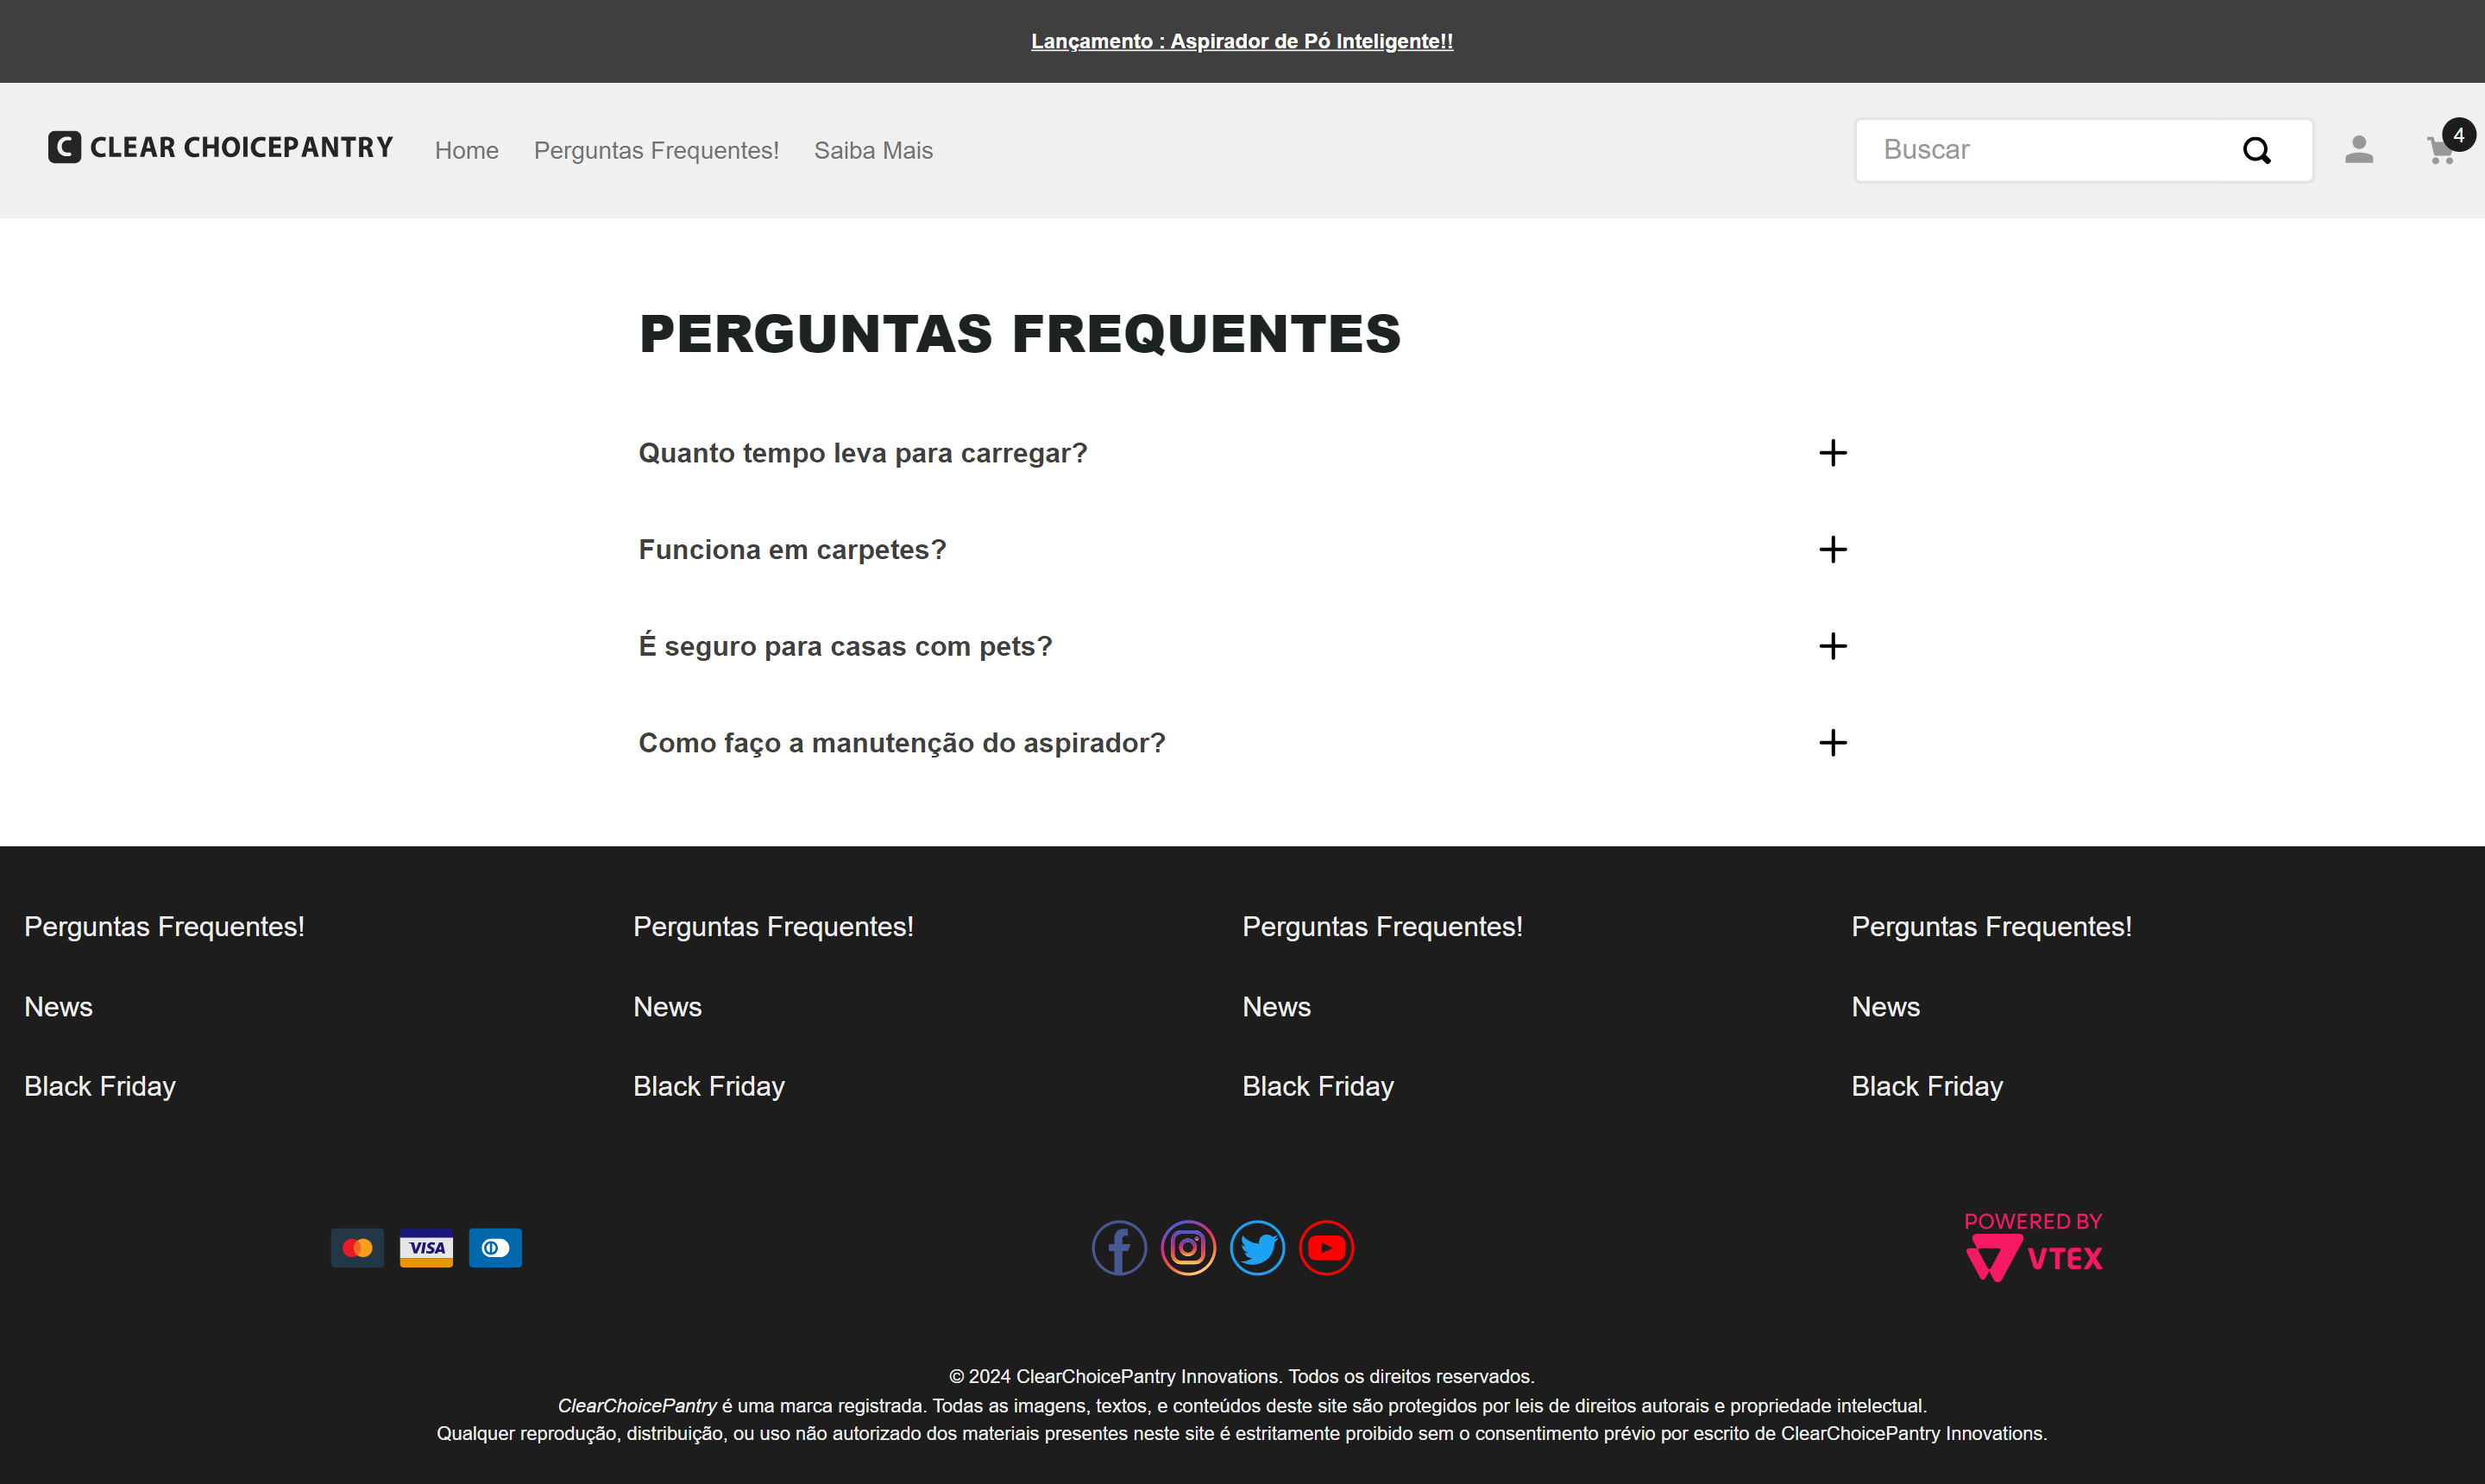 Lançamento : Aspirador de Pó Inteligente!!
C CLEAR CHOICEPANTRY
Home
Perguntas Frequentes!
Saiba Mais
Buscar
4
PERGUNTAS FREQUENTES
Quanto tempo leva para carregar?
Funciona em carpetes?
É seguro para casas com pets?
Como faço a manutenção do aspirador?
Perguntas Frequentes!
News
Black Friday
Perguntas Frequentes!
News
Black Friday
Perguntas Frequentes!
News
Black Friday
Perguntas Frequentes!
News
Black Friday
VISA
POWERED BY
VTEX
© 2024 ClearChoicePantry Innovations. Todos os direitos reservados.
ClearChoicePantry é uma marca registrada. Todas as imagens, textos, e conteúdos deste site são protegidos por leis de direitos autorais e propriedade intelectual.
Qualquer reprodução, distribuição, ou uso não autorizado dos materiais presentes neste site é estritamente proibido sem o consentimento prévio por escrito de ClearChoicePantry Innovations.